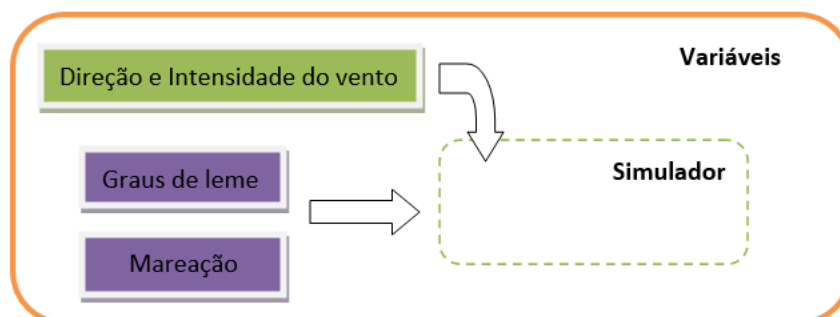 Direção e Intensidade do vento
Variáveis
Graus de leme
Simulador
Mareação